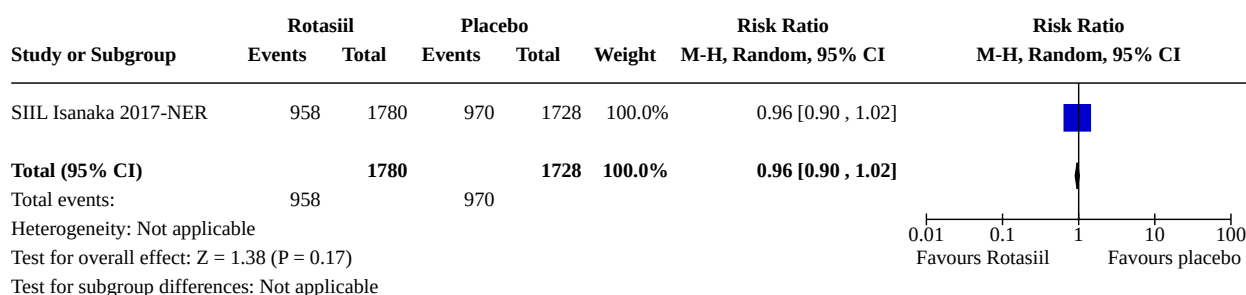 Rotasiil Placebo Risk Ratio Risk Ratio
Study or Subgroup Events Total Events Total Weight M-H, Random, 95% CI M-H, Random, 95% CI
SIIL Isanaka 2017-NER 958 1780 970 1728 100.0% 0.96 [0.90 , 1.02]
Total (95% CI) 1780 1728 100.0% 0.96 [0.90 , 1.02]
Total events: 958 970
Heterogeneity: Not applicable
0.01 0.1 1 10 100
Test for overall effect: Z = 1.38 (P = 0.17) Favours Rotasiil Favours placebo
Test for subgroup differences: Not applicable